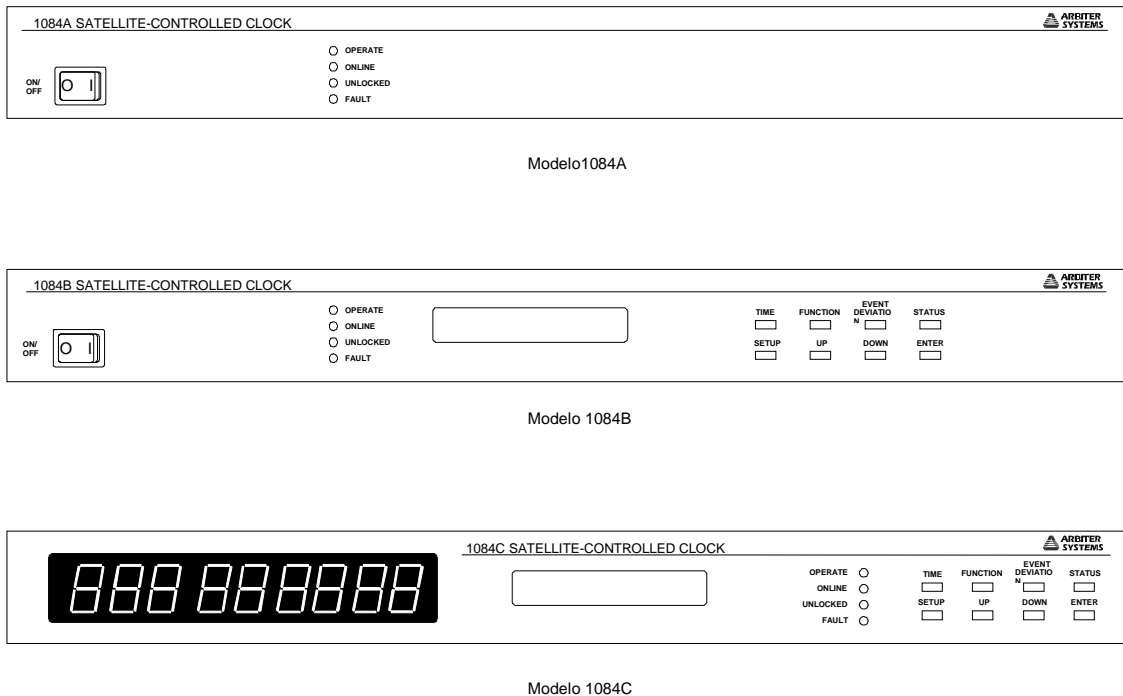 1084A SATELLITE-CONTROLLED CLOCK
ARBITER
SYSTEMS
OPERATE
ONLINE
UNLOCKED
FAULT
ON/
OFF
O I
Modelo1084A
1084B SATELLITE-CONTROLLED CLOCK
ARBITER
SYSTEMS
OPERATE
ONLINE
UNLOCKED
FAULT
ON/
OFF
O I
TIME FUNCTION EVENT DEVIATIO N STATUS
SETUP UP DOWN ENTER
Modelo 1084B
888 888888
1084C SATELLITE-CONTROLLED CLOCK
ARBITER
SYSTEMS
OPERATE
ONLINE
UNLOCKED
FAULT
TIME FUNCTION EVENT DEVIATIO N STATUS
SETUP UP DOWN ENTER
Modelo 1084C